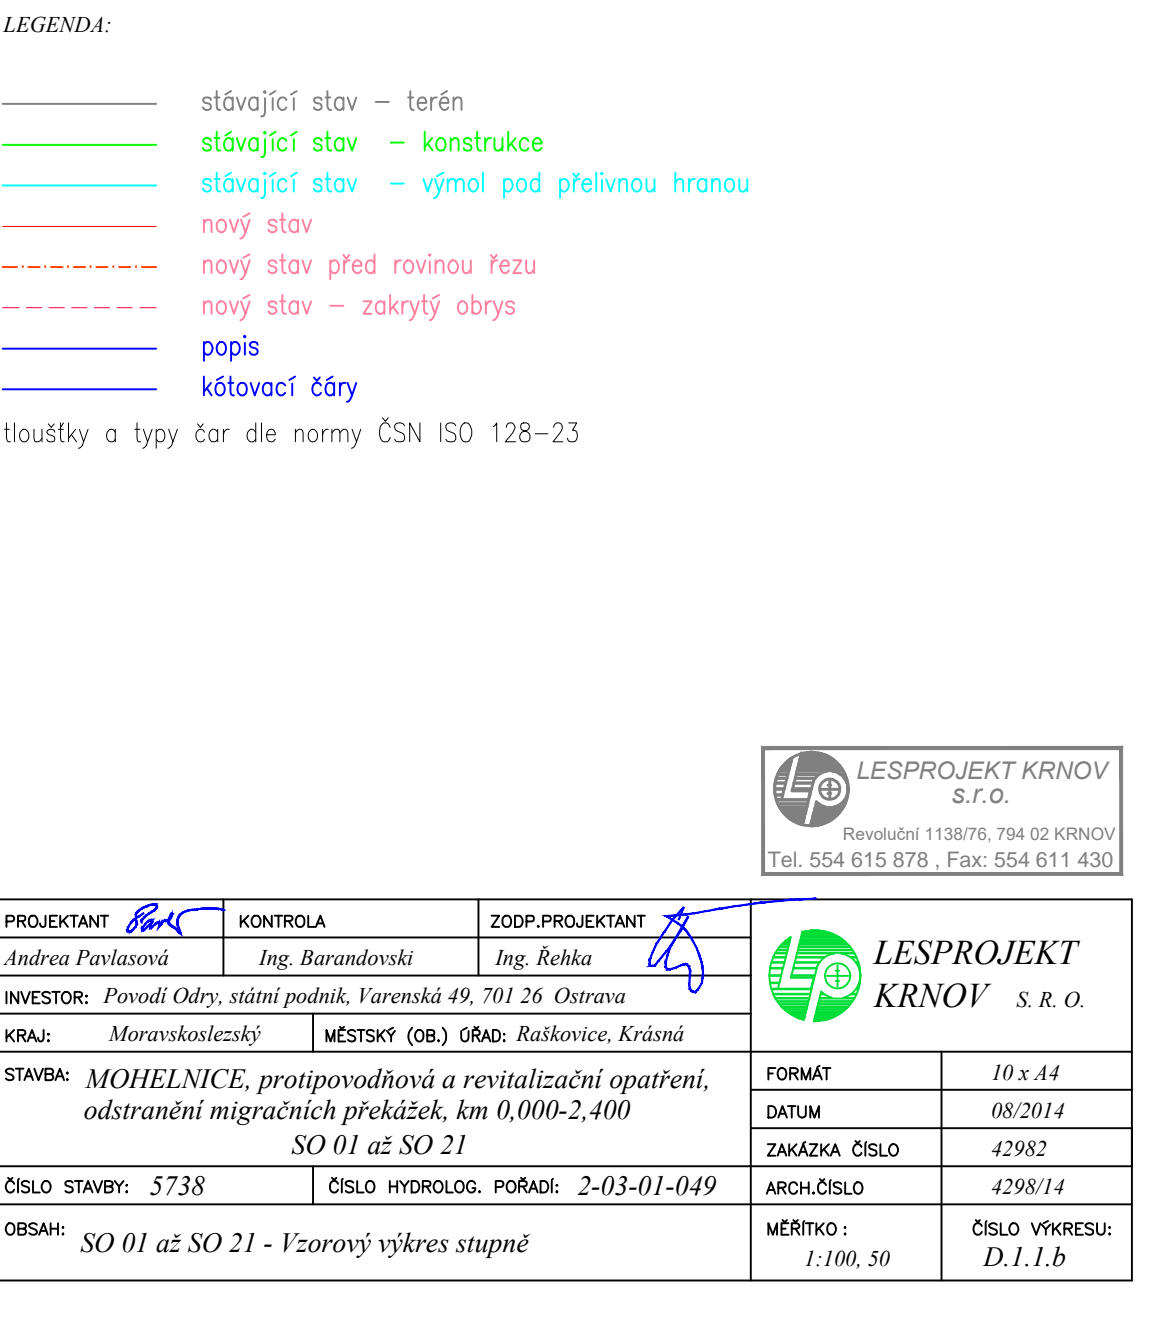 LEGENDA:
stávající stav – terén
stávající stav – konstrukce
stávající stav – výmol pod přelivnou hranou
nový stav
nový stav před rovinou řezu
nový stav – zakrytý obrys
popis
kótovací čáry
tloušťky a typy čar dle normy ČSN ISO 128–23
LESPROJEKT KRNOV
s.r.o.
Revoluční 1138/76, 794 02 KRNOV
Tel. 554 615 878 , Fax: 554 611 430
PROJEKTANT KONTROLA ZODP.PROJEKTANT
Andrea Pavlasová Ing. Barandovski Ing. Řehka
LESPROJEKT
KRNOV S. R. O.
INVESTOR: Povodí Odry, státní podnik, Varenská 49, 701 26 Ostrava
KRAJ: Moravskoslezský MĚSTSKÝ (OB.) ÚŘAD: Raškovice, Krásná
STAVBA: MOHELNICE, protipovodňová a revitalizační opatření,
odstranění migračních překážek, km 0,000-2,400
SO 01 až SO 21
FORMÁT 10 x A4
DATUM 08/2014
ZAKÁZKA ČÍSLO 42982
ČÍSLO STAVBY: 5738 ČÍSLO HYDROLOG. POŘADÍ: 2-03-01-049
ARCH.ČÍSLO 4298/14
OBSAH: SO 01 až SO 21 - Vzorový výkres stupně
MĚŘÍTKO : 1:100, 50
ČÍSLO VÝKRESU: D.1.1.b